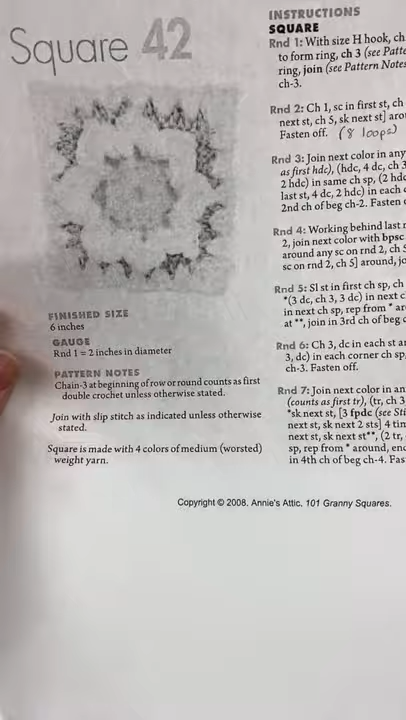 Square 42
FINISHED SIZE
6 inches
GAUGE
Rnd 1 = 2 inches in diameter
PATTERN NOTES
Chain-3 at beginning of row or round counts as first
double crochet unless otherwise stated.
Join with slip stitch as indicated unless otherwise
stated.
Square is made with 4 colors of medium (worsted)
weight yarn.
INSTRUCTIONS
SQUARE
Rnd 1: With size H hook, ch
to form ring, ch 3 (see Patte
ring, join (see Pattern Notes
ch-3.
Rnd 2: Ch 1, sc in first st, ch
next st, ch 5, sk next st] aro
Fasten off. (8 loops)
Rnd 3: Join next color in any
as first hdc), (hdc, 4 dc, ch 3
2 hdc) in same ch sp, (2 hdc
last st, 4 dc, 2 hdc) in each c
2nd ch of beg ch-2. Fasten o
Rnd 4: Working behind last r
2, join next color with bpsc
around any sc on rnd 2, ch 5
sc on rnd 2, ch 5] around, jo
Rnd 5: Sl st in first ch sp, ch
*(3 dc, ch 3, 3 dc) in next c
in next ch sp, rep from * ar
at **, join in 3rd ch of beg c
Rnd 6: Ch 3, dc in each st ar
3, dc) in each corner ch sp
ch-3. Fasten off.
Rnd 7: Join next color in an
(counts as first tr), (tr, ch 3
*sk next st, [3 fpdc (see Sti
next st, sk next 2 sts] 4 tim
next st, sk next st**, (2 tr,
sp, rep from * around, end
in 4th ch of beg ch-4. Fas
Copyright © 2008, Annie's Attic. 101 Granny Squares.